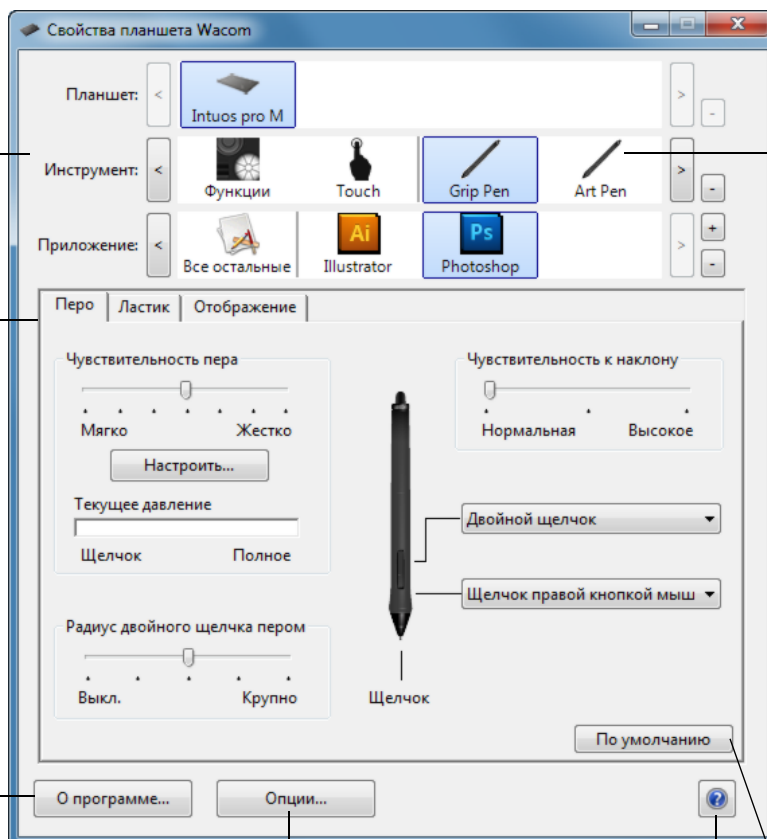 Свойства планшета Wacom
Планшет:
<
Intuos pro M
>
-
Инструмент:
<
Функции
Touch
Grip Pen
Art Pen
>
-
Приложение:
<
Все остальные
Ai
Illustrator
Ps
Photoshop
>
+
-
Перо
Ластик
Отображение
Чувствительность пера
Мягко
Жестко
Настроить...
Текущее давление
Щелчок
Полное
Радиус двойного щелчка пером
Выкл.
Крупно
Чувствительность к наклону
Нормальная
Высокое
Двойной щелчок
Щелчок правой кнопкой мыш
Щелчок
По умолчанию
О программе...
Опции...
?